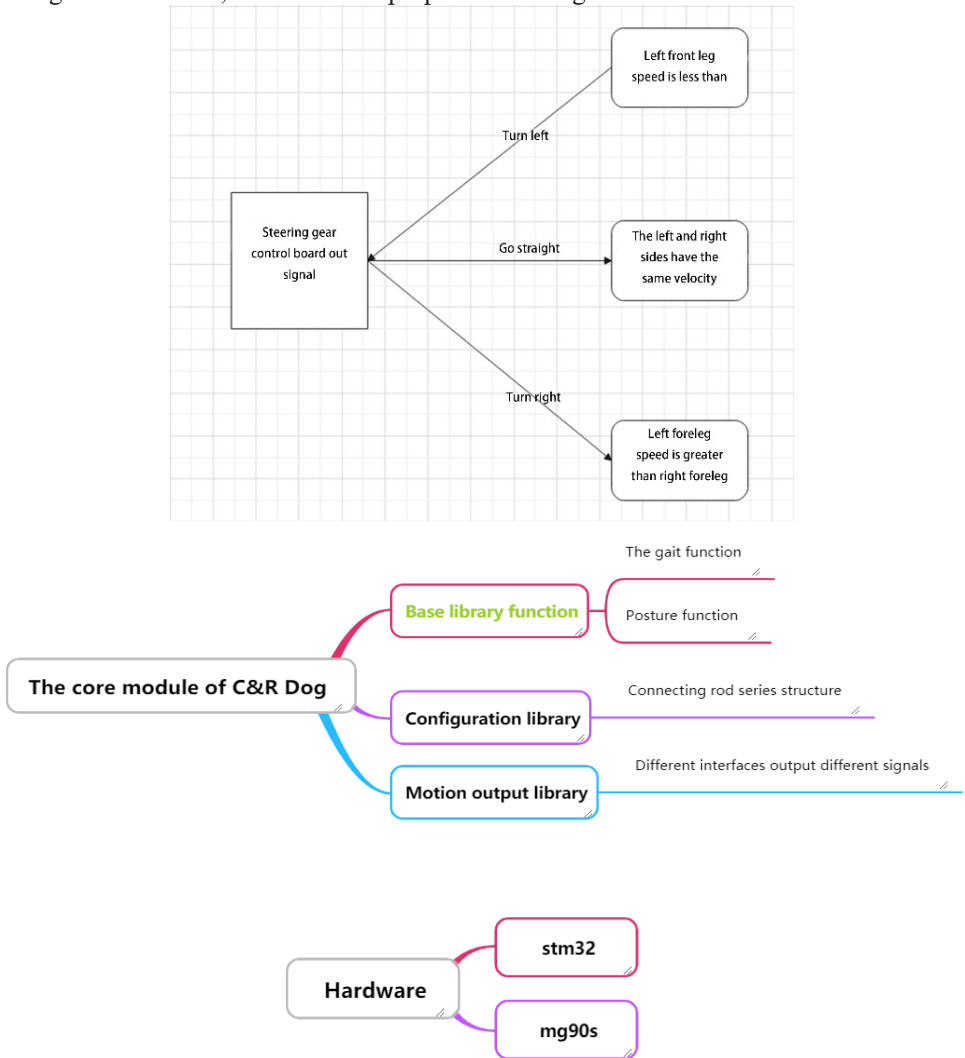 Left front leg
speed is less than
Turn left
Steering gear
control board out
signal
Go straight
The left and right
sides have the
same velocity
Turn right
Left foreleg
speed is greater
than right foreleg
The gait function
Base library function
Posture function
The core module of C&R Dog
Connecting rod series structure
Configuration library
Different interfaces output different signals
Motion output library
stm32
Hardware
mg90s